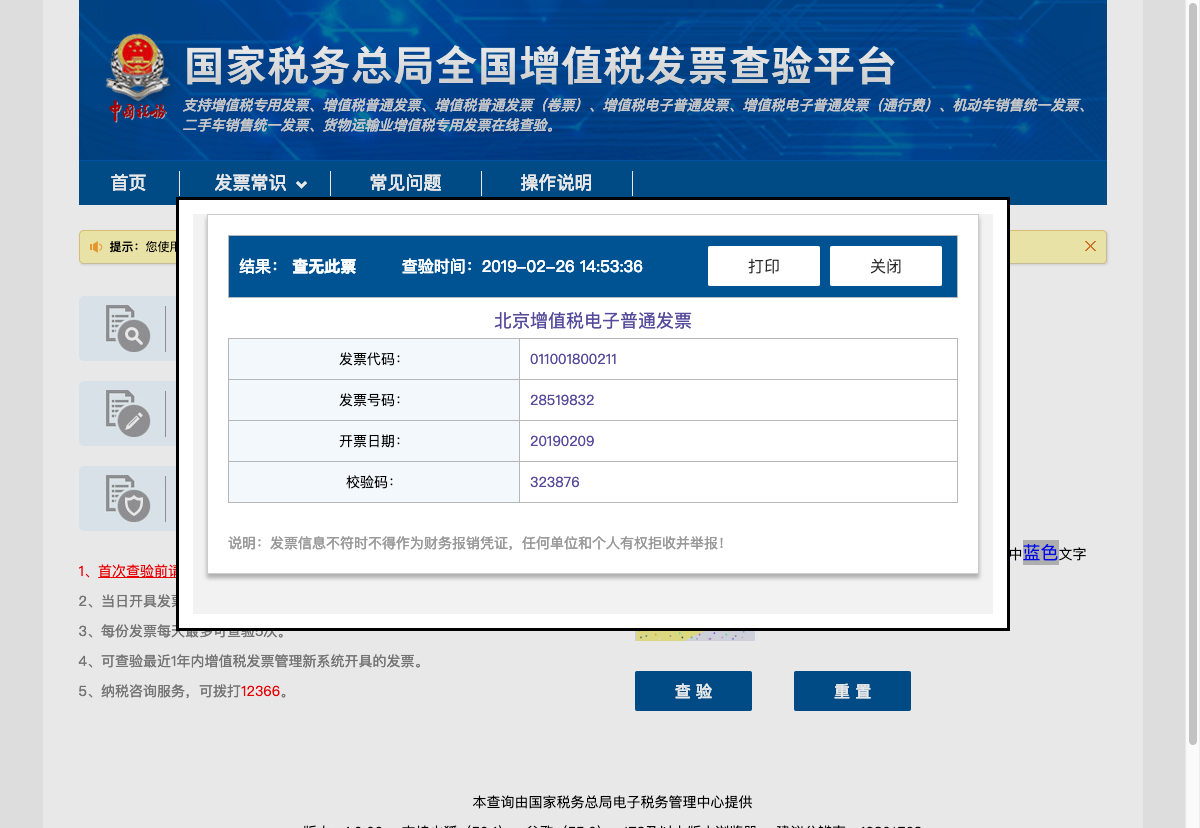 国家税务总局全国增值税发票查验平台
中国税务
支持增值税专用发票、增值税普通发票、增值税普通发票（卷票）、增值税电子普通发票、增值税电子普通发票（通行费）、机动车销售统一发票、
二手车销售统一发票、货物运输业增值税专用发票在线查验。
首页 发票常识 常见问题 操作说明
提示：您使用
结果： 查无此票 查验时间：2019-02-26 14:53:36 打印 关闭
北京增值税电子普通发票
发票代码： 011001800211
发票号码： 28519832
开票日期： 20190209
校验码： 323876
说明：发票信息不符时不得作为财务报销凭证，任何单位和个人有权拒收并举报！
中蓝色文字
1、首次查验前请
2、当日开具发票
3、每份发票每天最多可查验5次。
4、可查验最近1年内增值税发票管理新系统开具的发票。
5、纳税咨询服务，可拨打12366。
查 验 重 置
本查询由国家税务总局电子税务管理中心提供